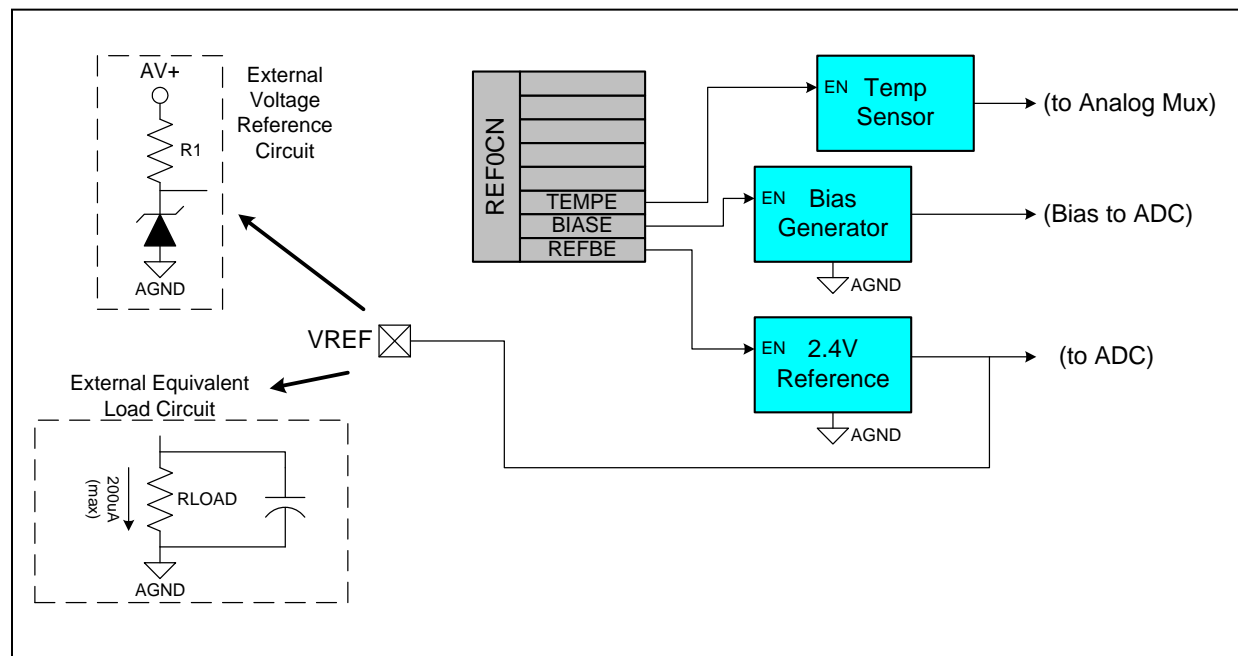 AV+
R1
AGND
External
Voltage
Reference
Circuit
REF0CN
TEMPE
BIASE
REFBE
EN
Temp
Sensor
(to Analog Mux)
EN
Bias
Generator
(Bias to ADC)
AGND
VREF
EN
2.4V
Reference
(to ADC)
AGND
External Equivalent
Load Circuit
200uA
(max)
RLOAD
AGND